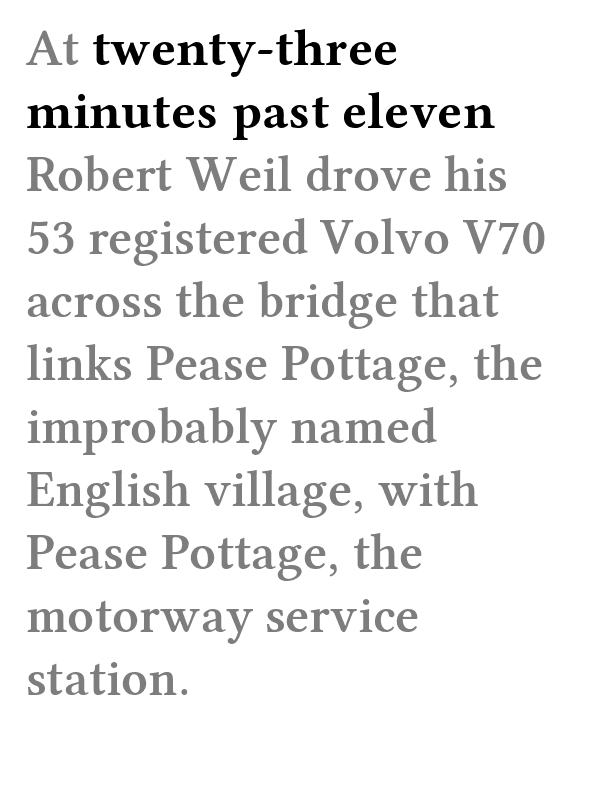 At twenty-three
minutes past eleven
Robert Weil drove his
53 registered Volvo V70
across the bridge that
links Pease Pottage, the
improbably named
English village, with
Pease Pottage, the
motorway service
station.